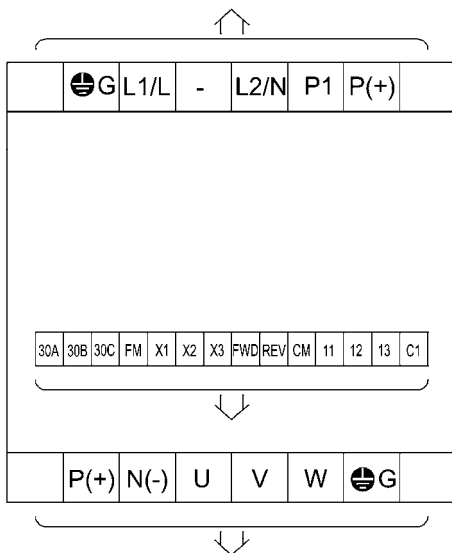 ⏚G L1/L - L2/N P1 P(+)
30A 30B 30C FM X1 X2 X3 FWD REV CM 11 12 13 C1
P(+) N(-) U V W ⏚G